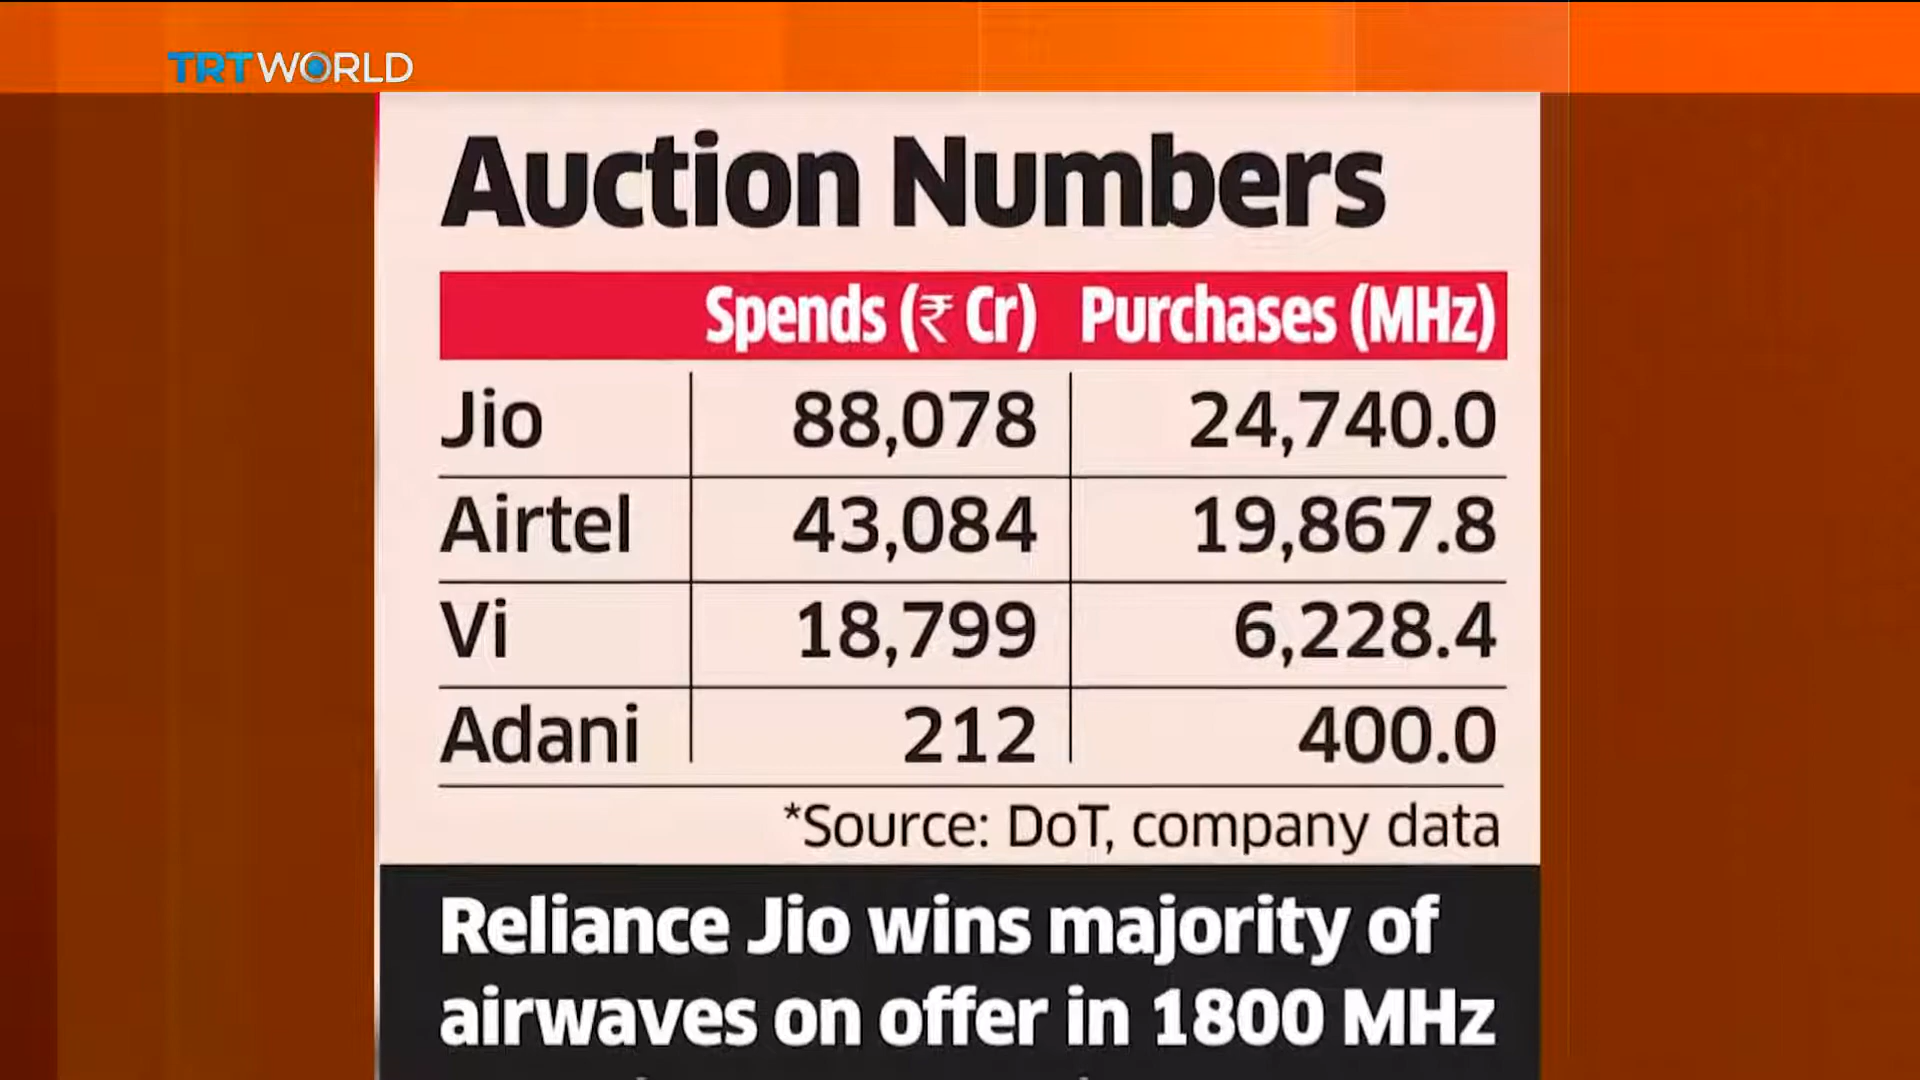 TRT WORLD
Auction Numbers
Spends (₹ Cr) Purchases (MHz)
Jio 88,078 24,740.0
Airtel 43,084 19,867.8
Vi 18,799 6,228.4
Adani 212 400.0
*Source: DoT, company data
Reliance Jio wins majority of
airwaves on offer in 1800 MHz